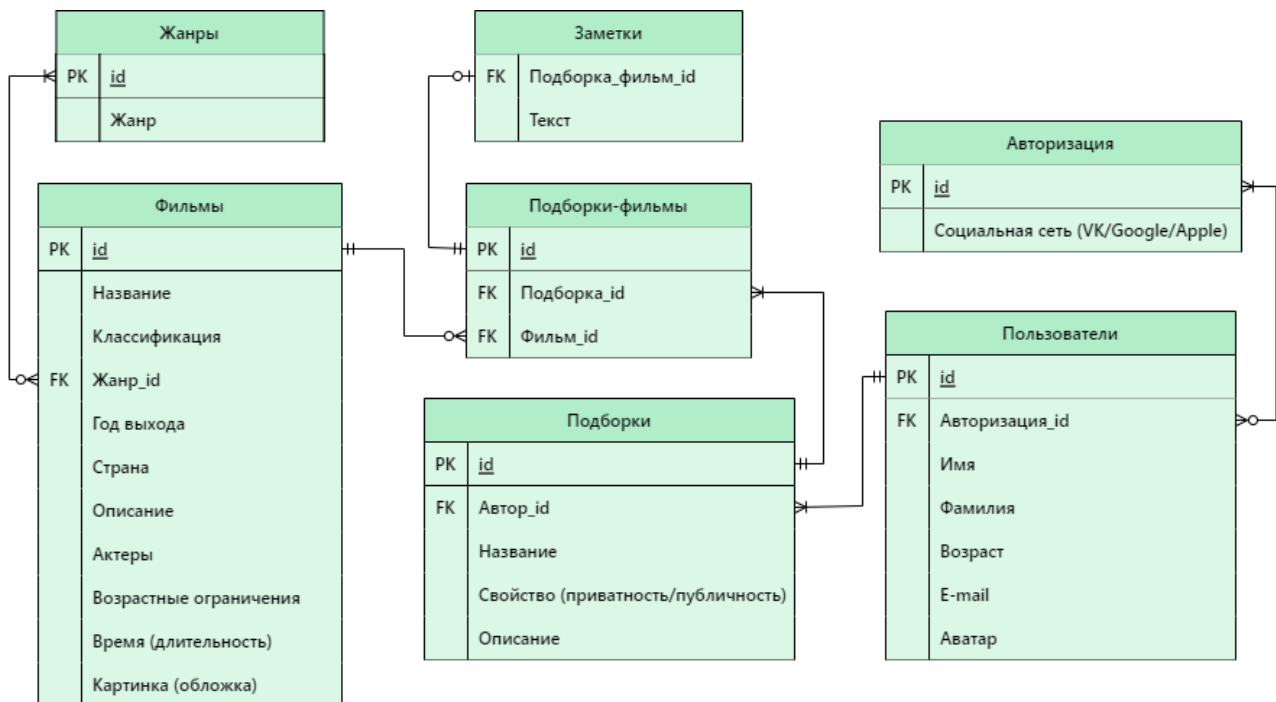 Жанры
PK id
Жанр
Заметки
FK Подборка_фильм_id
Текст
Авторизация
PK id
Социальная сеть (VK/Google/Apple)
Фильмы
PK id
Название
Классификация
FK Жанр_id
Год выхода
Страна
Описание
Актеры
Возрастные ограничения
Время (длительность)
Картинка (обложка)
Подборки-фильмы
PK id
FK Подборка_id
FK Фильм_id
Подборки
PK id
FK Автор_id
Название
Свойство (приватность/публичность)
Описание
Пользователи
PK id
FK Авторизация_id
Имя
Фамилия
Возраст
E-mail
Аватар